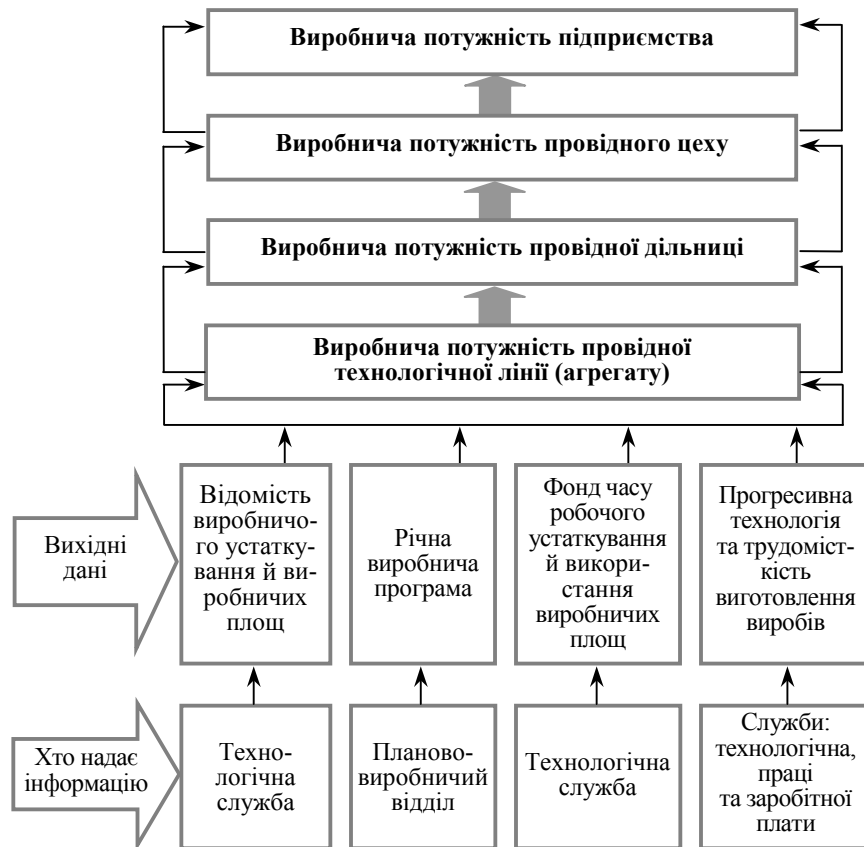 Виробнича потужність підприємства
Виробнича потужність провідного цеху
Виробнича потужність провідної дільниці
Виробнича потужність провідної
технологічної лінії (агрегату)
Вихідні
дані
Відомість
виробничо-
го устатку-
вання й ви-
робничих
площ
Річна
виробнича
програма
Фонд часу
робочого
устаткування
й викори-
стання
виробничих
площ
Прогресивна
технологія
та трудоміст-
кість
виготовлення
виробів
Хто надає
інформацію
Техно-
логічна
служба
Планово-
виробничий
відділ
Технологічна
служба
Служби:
технологічна,
праці
та заробітної
плати